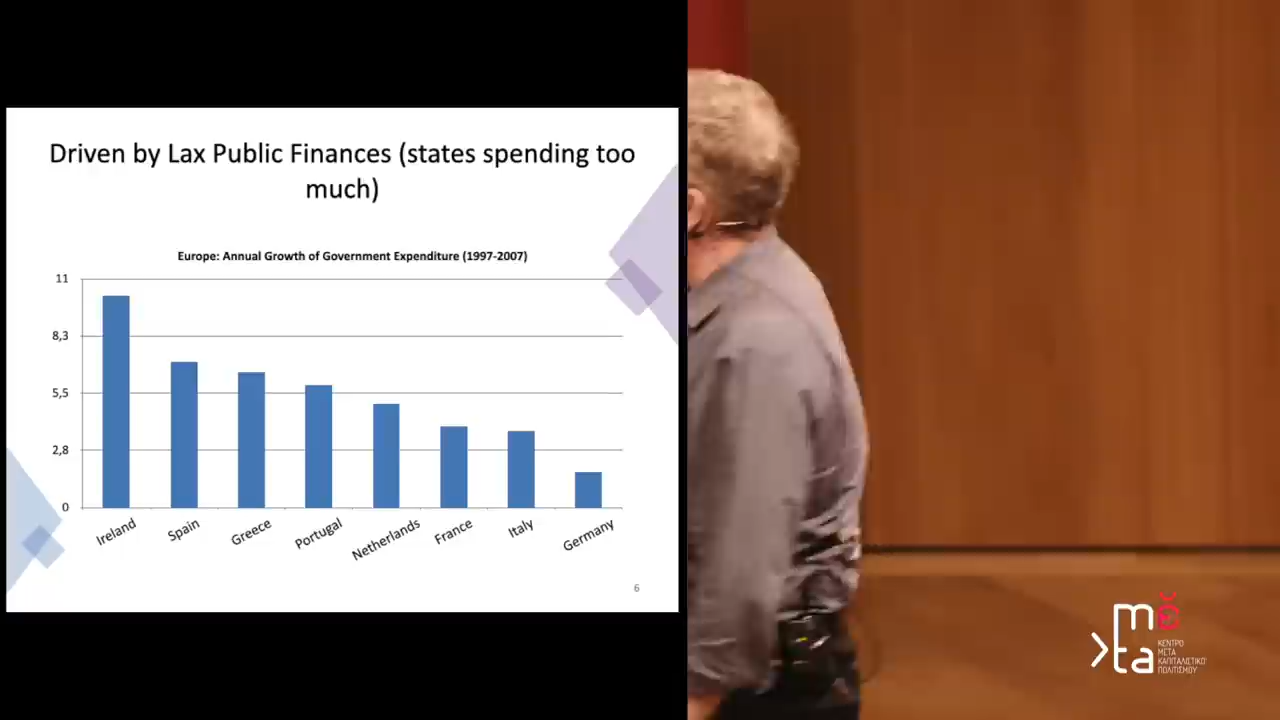 Driven by Lax Public Finances (states spending too
much)
Europe: Annual Growth of Government Expenditure (1997-2007)
11
8,3
5,5
2,8
0
Ireland
Spain
Greece
Portugal
Netherlands
France
Italy
Germany
6
mέta
ΚΕΝΤΡΟ
ΜΕΤΑ
ΚΑΠΙΤΑΛΙΣΤΙΚΟΥ
ΠΟΛΙΤΙΣΜΟΥ